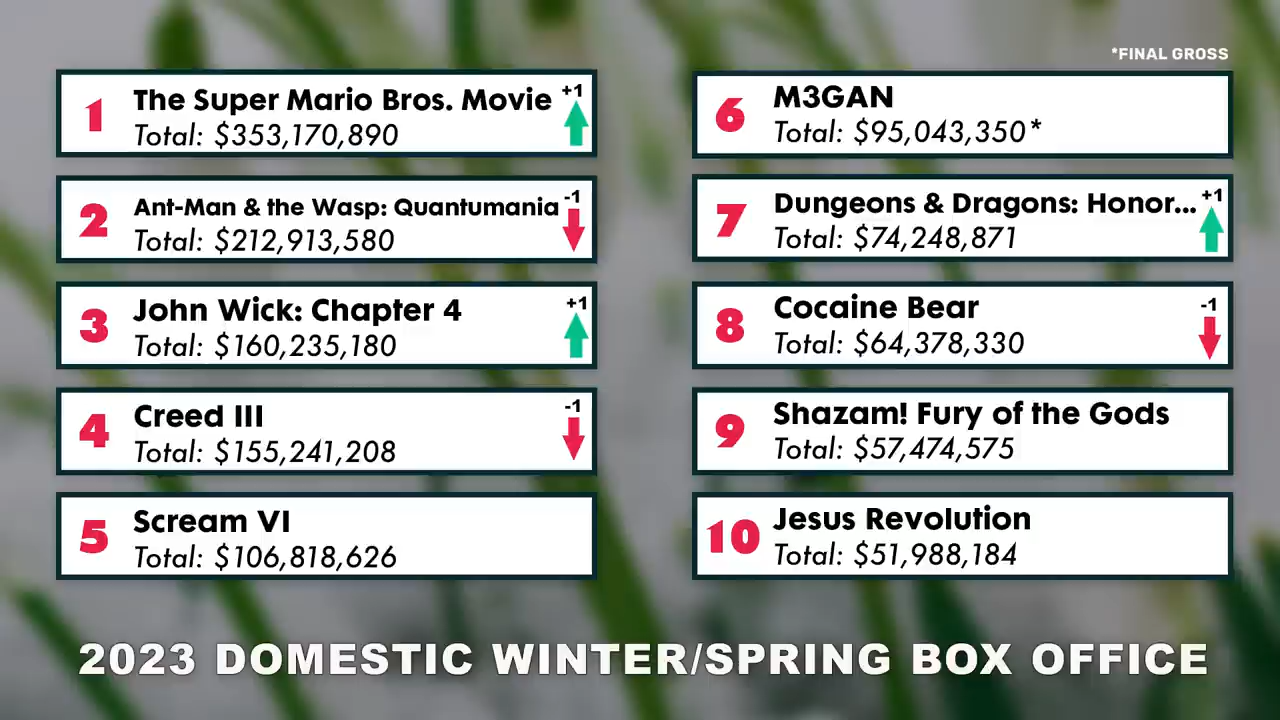 *FINAL GROSS
1
The Super Mario Bros. Movie
+1
Total: $353,170,890
2
Ant-Man & the Wasp: Quantumania
-1
Total: $212,913,580
3
John Wick: Chapter 4
+1
Total: $160,235,180
4
Creed III
-1
Total: $155,241,208
5
Scream VI
Total: $106,818,626
6
M3GAN
Total: $95,043,350*
7
Dungeons & Dragons: Honor...
+1
Total: $74,248,871
8
Cocaine Bear
-1
Total: $64,378,330
9
Shazam! Fury of the Gods
Total: $57,474,575
10
Jesus Revolution
Total: $51,988,184
2023 DOMESTIC WINTER/SPRING BOX OFFICE